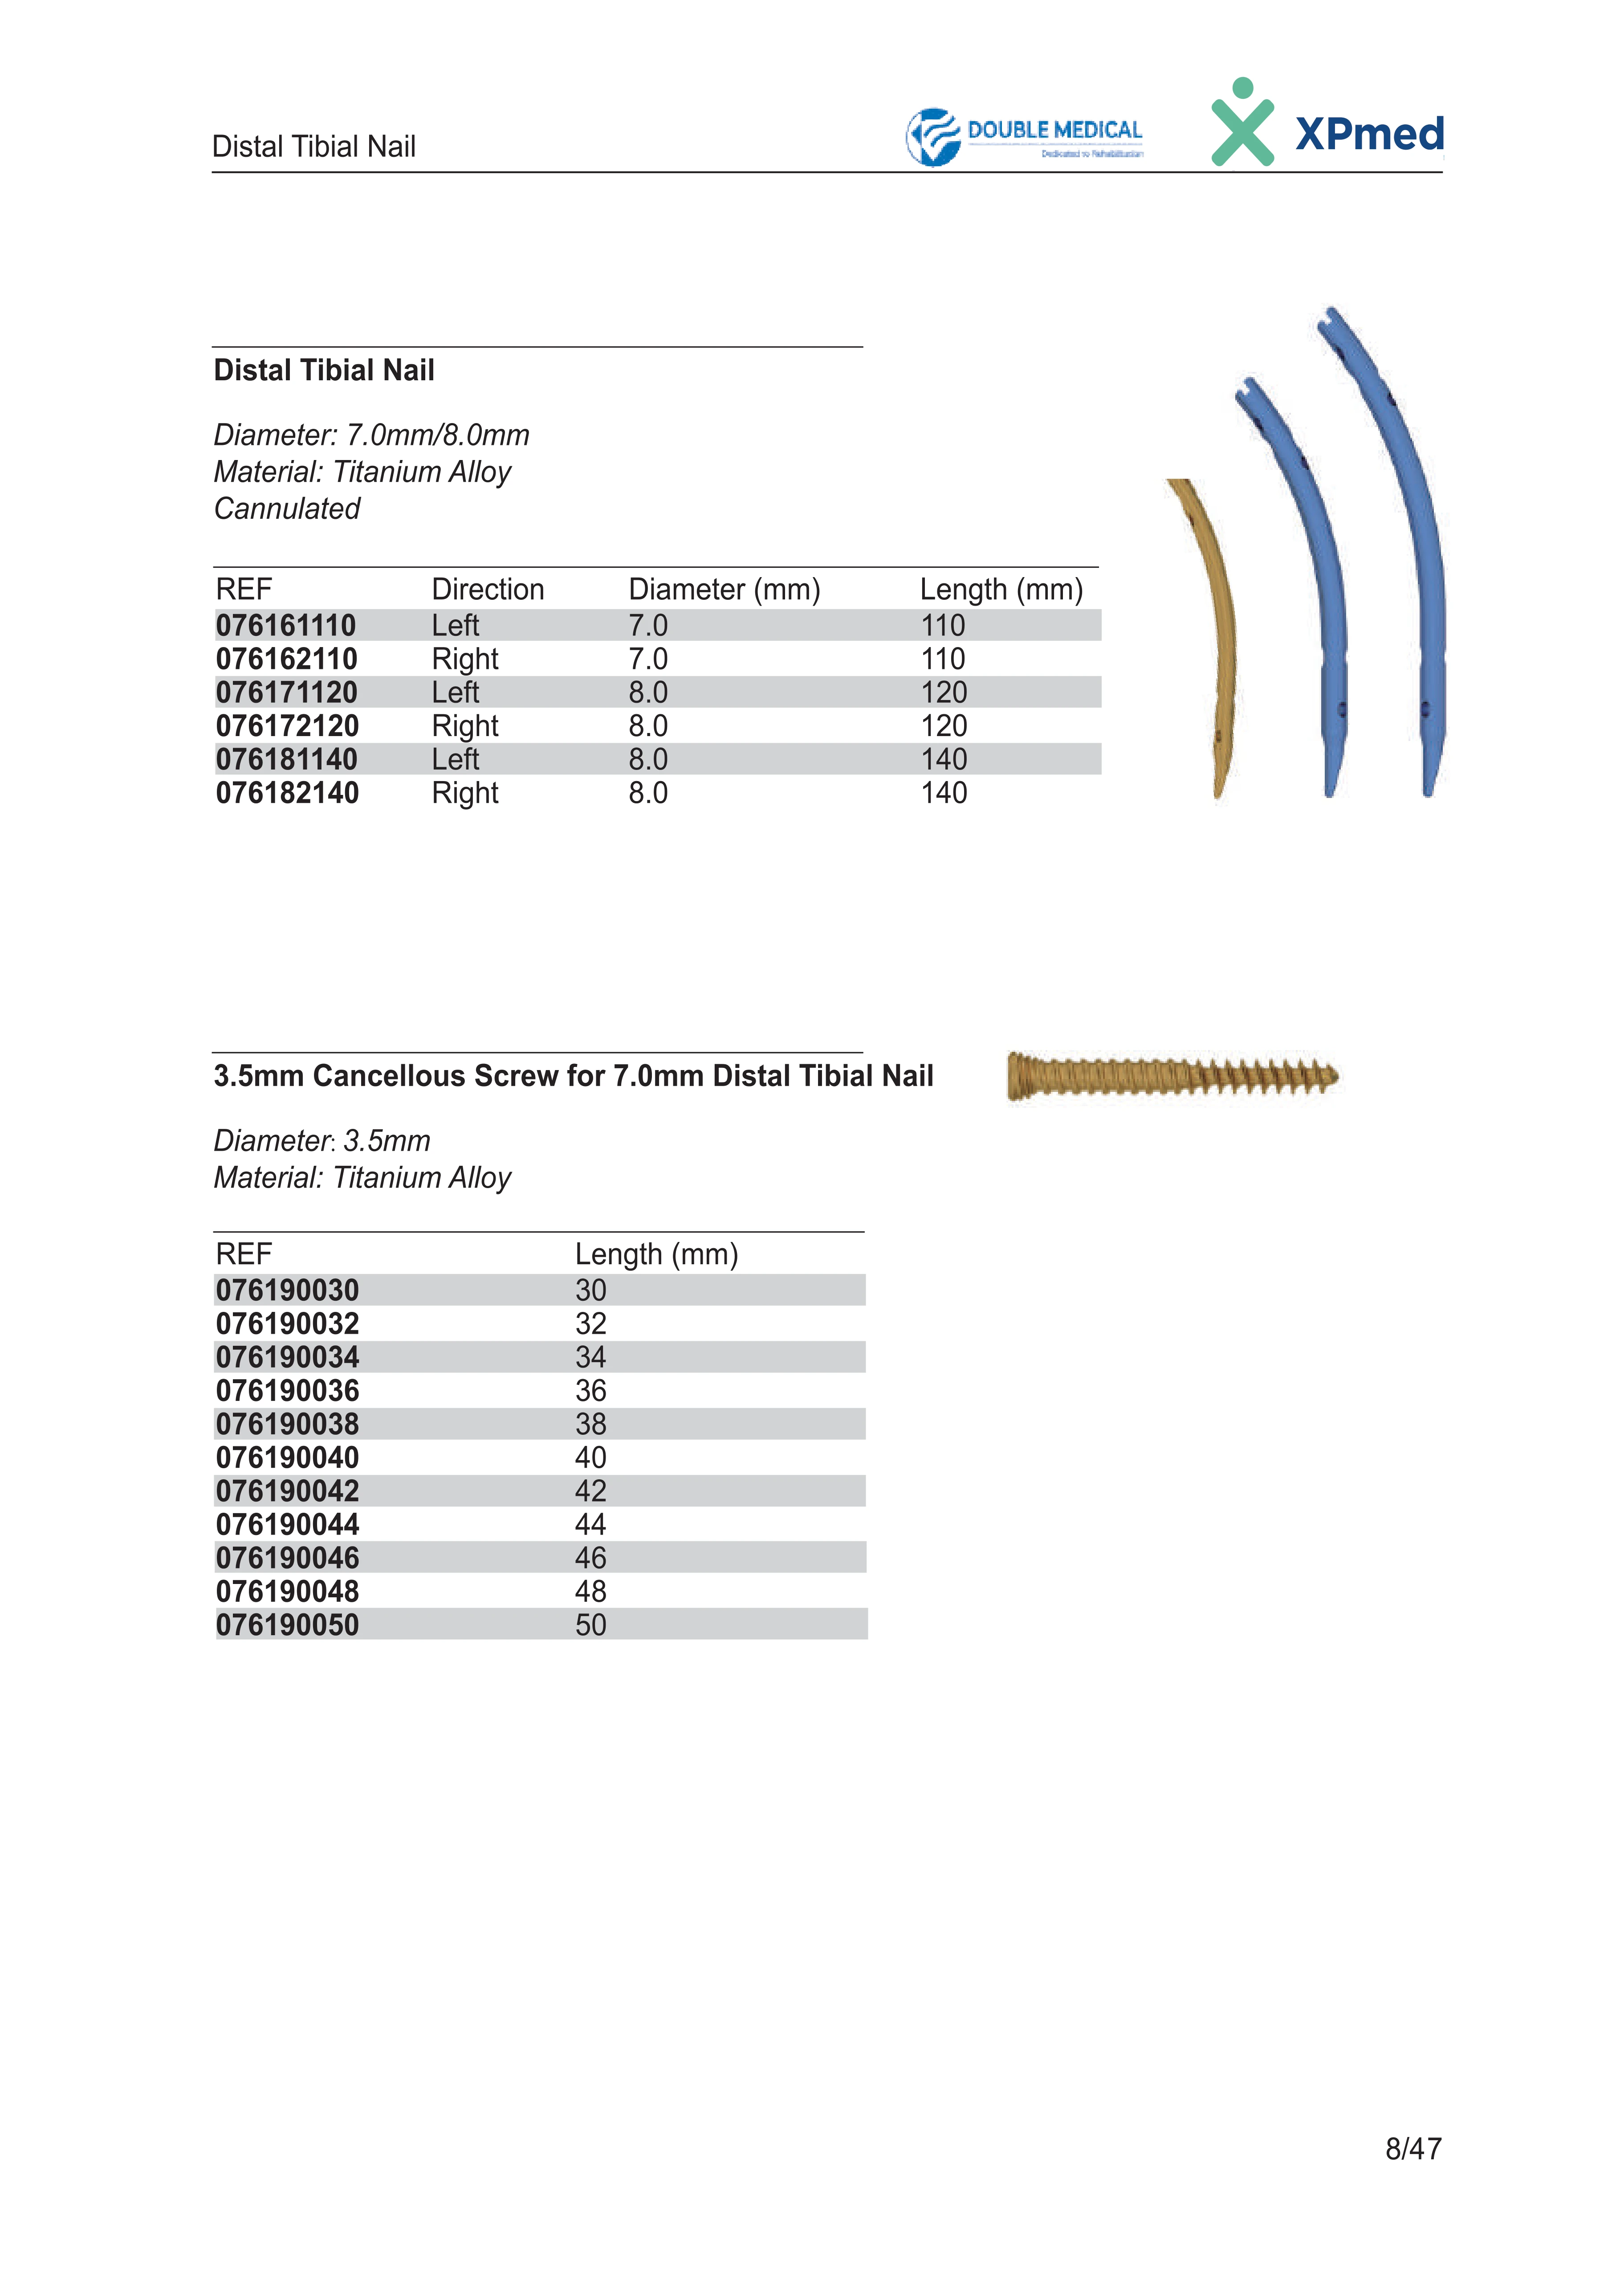 Distal Tibial Nail
DOUBLE MEDICAL
Dedicated to Rehabilitation
XPmed
Distal Tibial Nail
Diameter: 7.0mm/8.0mm
Material: Titanium Alloy
Cannulated
REF Direction Diameter (mm) Length (mm)
076161110 Left 7.0 110
076162110 Right 7.0 110
076171120 Left 8.0 120
076172120 Right 8.0 120
076181140 Left 8.0 140
076182140 Right 8.0 140
3.5mm Cancellous Screw for 7.0mm Distal Tibial Nail
Diameter: 3.5mm
Material: Titanium Alloy
REF Length (mm)
076190030 30
076190032 32
076190034 34
076190036 36
076190038 38
076190040 40
076190042 42
076190044 44
076190046 46
076190048 48
076190050 50
8/47